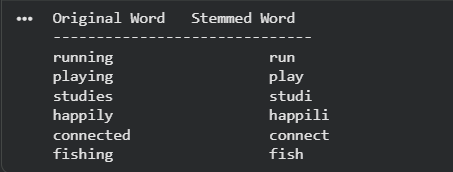 Original Word   Stemmed Word
------------------------------
running                  run
playing                  play
studies                  studi
happily                  happili
connected                connect
fishing                  fish